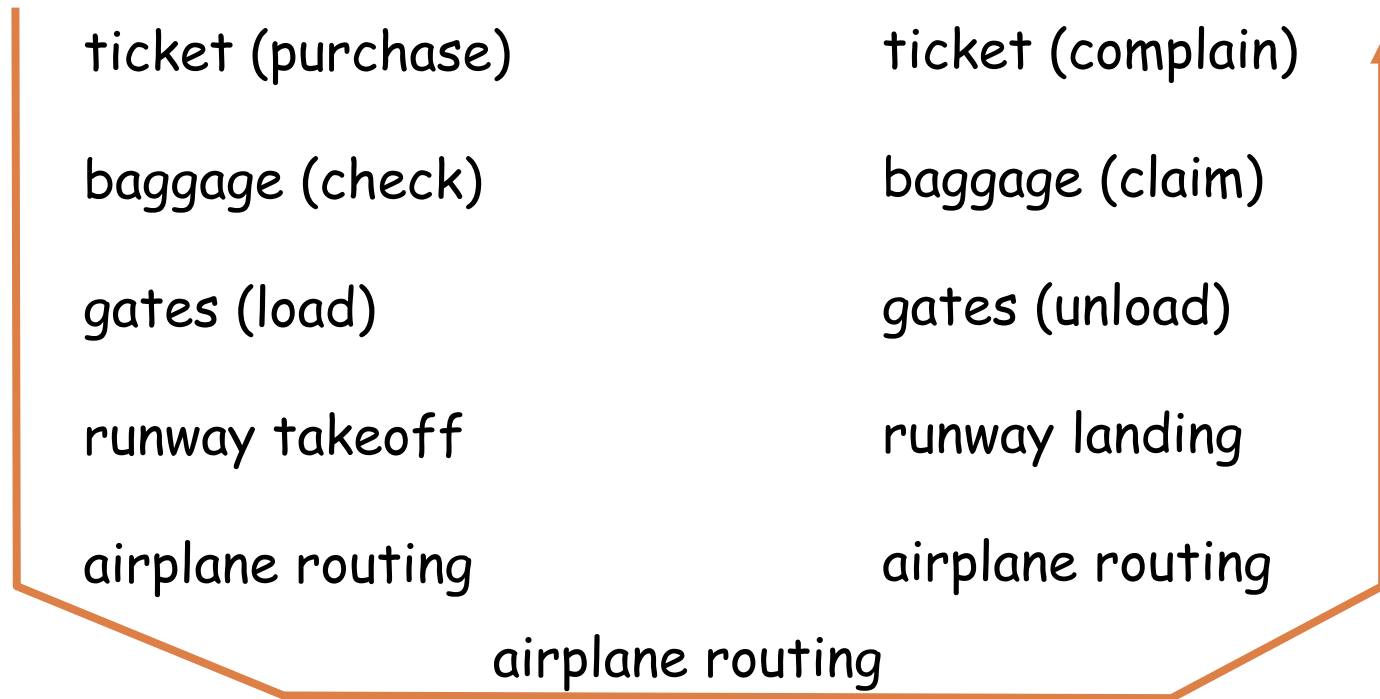 ticket (purchase)
ticket (complain)
baggage (check)
baggage (claim)
gates (load)
gates (unload)
runway takeoff
runway landing
airplane routing
airplane routing
airplane routing